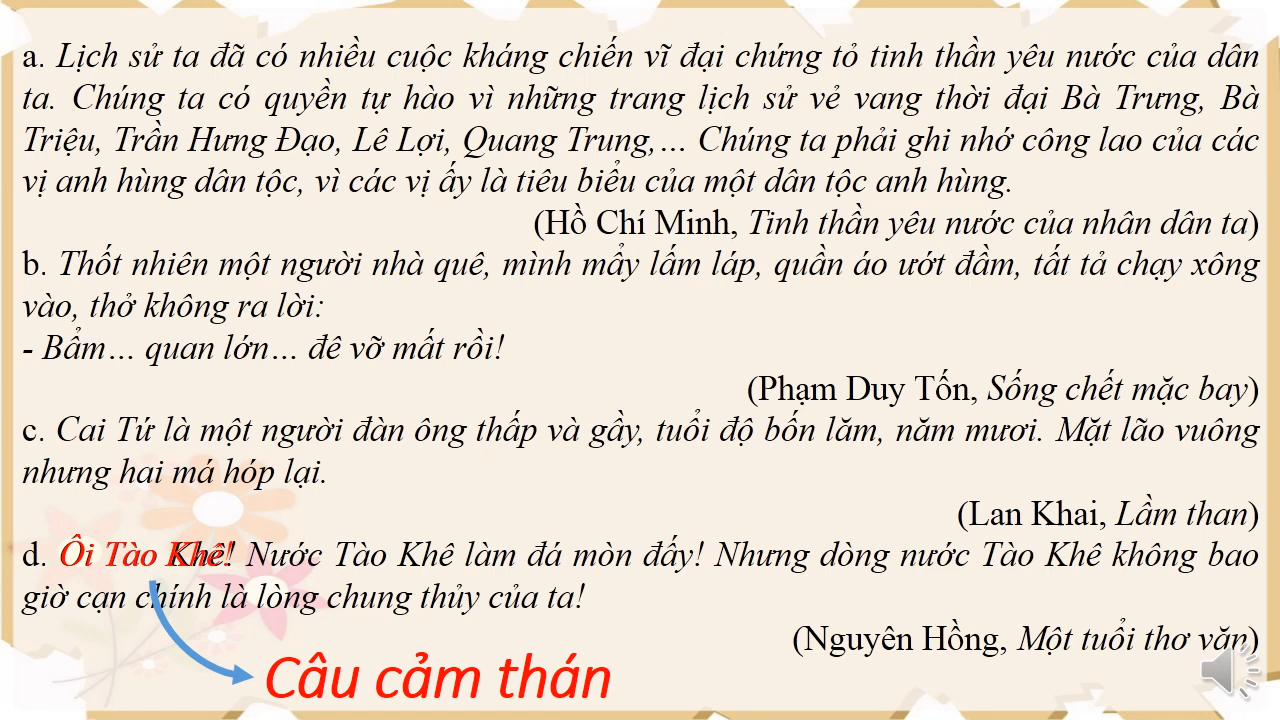 a. Lịch sử ta đã có nhiều cuộc kháng chiến vĩ đại chứng tỏ tinh thần yêu nước của dân
ta. Chúng ta có quyền tự hào vì những trang lịch sử vẻ vang thời đại Bà Trưng, Bà
Triệu, Trần Hưng Đạo, Lê Lợi, Quang Trung,… Chúng ta phải ghi nhớ công lao của các
vị anh hùng dân tộc, vì các vị ấy là tiêu biểu của một dân tộc anh hùng.
(Hồ Chí Minh, Tinh thần yêu nước của nhân dân ta)
b. Thốt nhiên một người nhà quê, mình mẩy lấm láp, quần áo ướt đầm, tất tả chạy xông
vào, thở không ra lời:
- Bẩm… quan lớn… đê vỡ mất rồi!
(Phạm Duy Tốn, Sống chết mặc bay)
c. Cai Tứ là một người đàn ông thấp và gầy, tuổi độ bốn lăm, năm mươi. Mặt lão vuông
nhưng hai má hóp lại.
(Lan Khai, Lầm than)
d. Ôi Tào Khê! Nước Tào Khê làm đá mòn đấy! Nhưng dòng nước Tào Khê không bao
giờ cạn chính là lòng chung thủy của ta!
(Nguyên Hồng, Một tuổi thơ văn)
Câu cảm thán